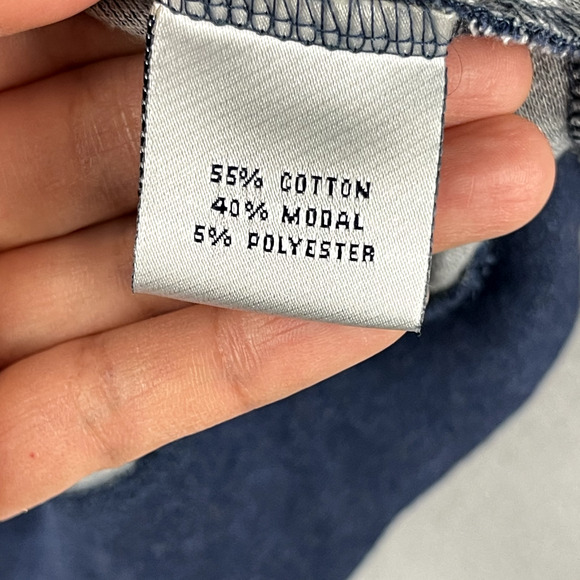 55% COTTON
40% MODAL
5% POLYESTER